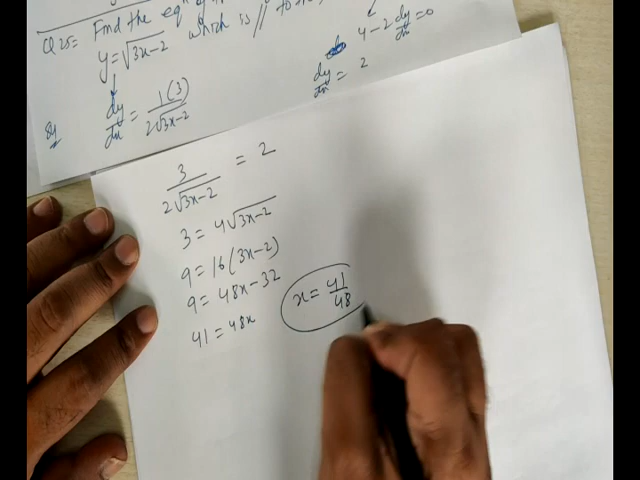 Q25= Find the eqn of
y=√3x-2 which is // to
4-2 dy/dx=0
dy/dx = 1(3)/2√3x-2
dy/dx = 2
3/2√3x-2 = 2
3 = 4√3x-2
9 = 16(3x-2)
9 = 48x-32
41 = 48x
x = 41/48